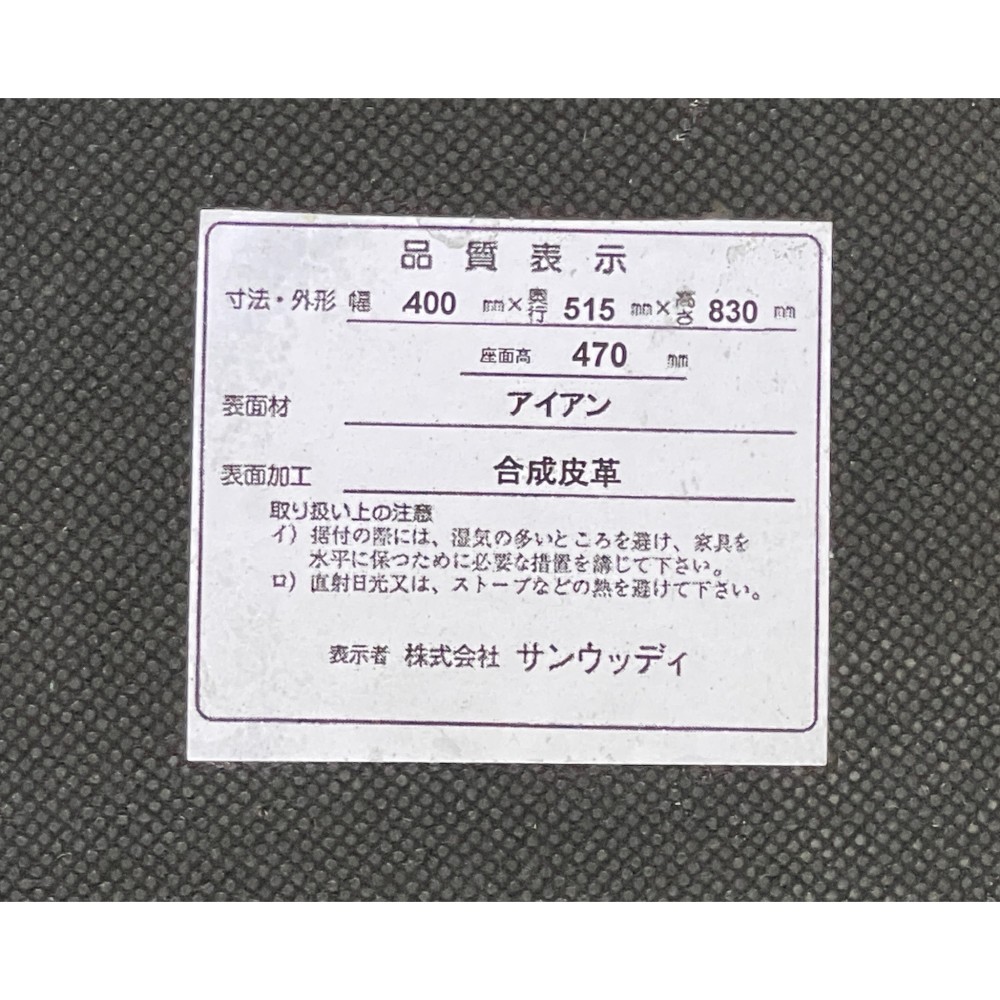 品質表示
寸法・外形 幅 400 mm×奥行 515 mm×高さ 830 mm
座面高 470 mm
表面材 アイアン
表面加工 合成皮革
取り扱い上の注意
イ）据付の際には、湿気の多いところを避け、家具を
水平に保つために必要な措置を講じて下さい。
ロ）直射日光又は、ストーブなどの熱を避けて下さい。
表示者 株式会社 サンウッディ